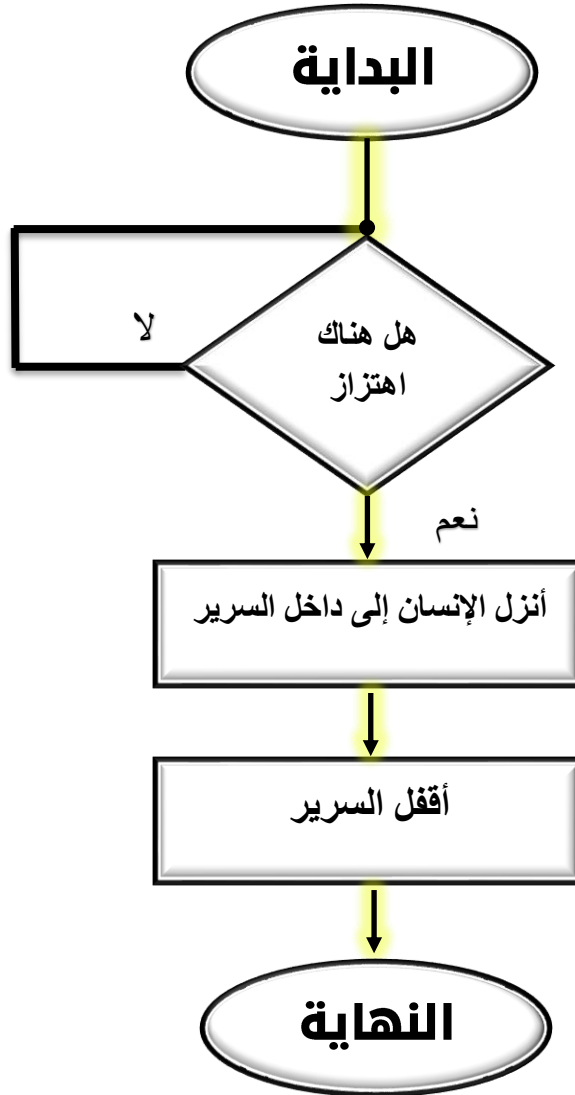 البداية
هل هناك
اهتزاز
لا
نعم
أنزل الإنسان إلى داخل السرير
أقفل السرير
النهاية